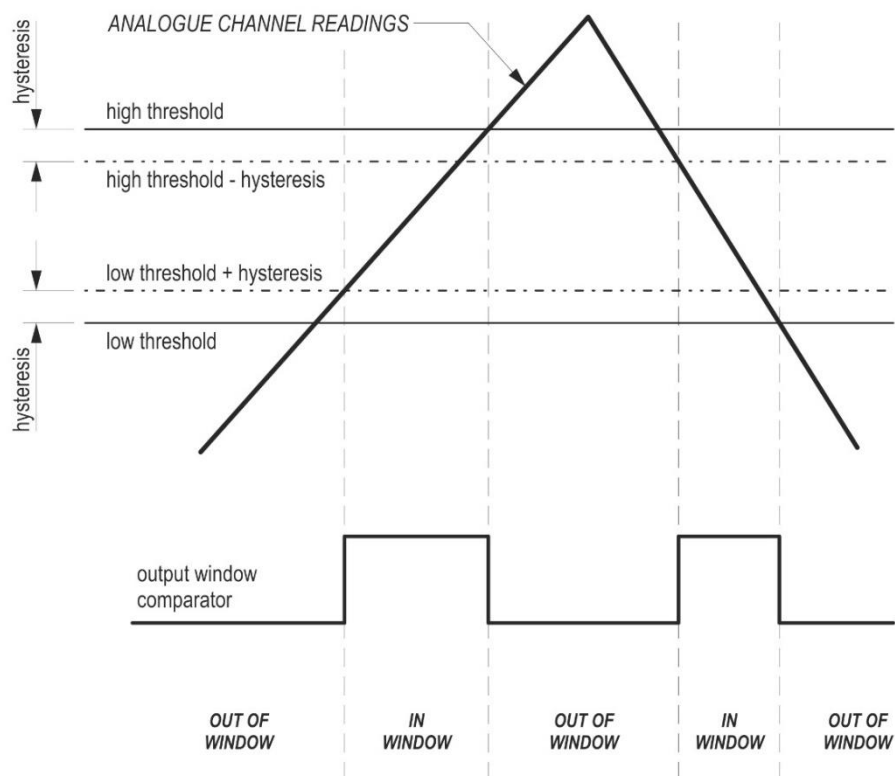 ANALOGUE CHANNEL READINGS
hysteresis
high threshold
high threshold - hysteresis
low threshold + hysteresis
low threshold
hysteresis
output window
comparator
OUT OF
WINDOW
IN
WINDOW
OUT OF
WINDOW
IN
WINDOW
OUT OF
WINDOW